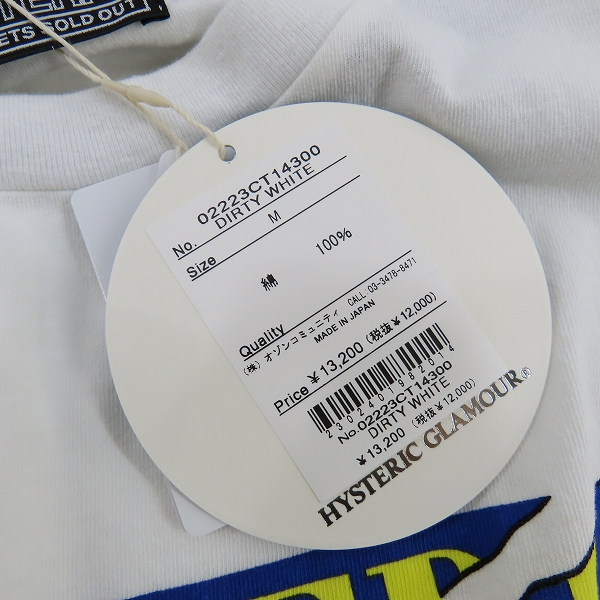 ETS SOLD OUT
No. 02223CT14300
DIRTY WHITE
Size M
綿 100%
Quality
(株) オゾンコミュニティ CALL:03-3478-8471
MADE IN JAPAN
Price ¥13,200 (税抜¥12,000)
2302401982014
No.02223CT14300
DIRTY WHITE
¥13,200 (税抜¥12,000)
HYSTERIC GLAMOUR®